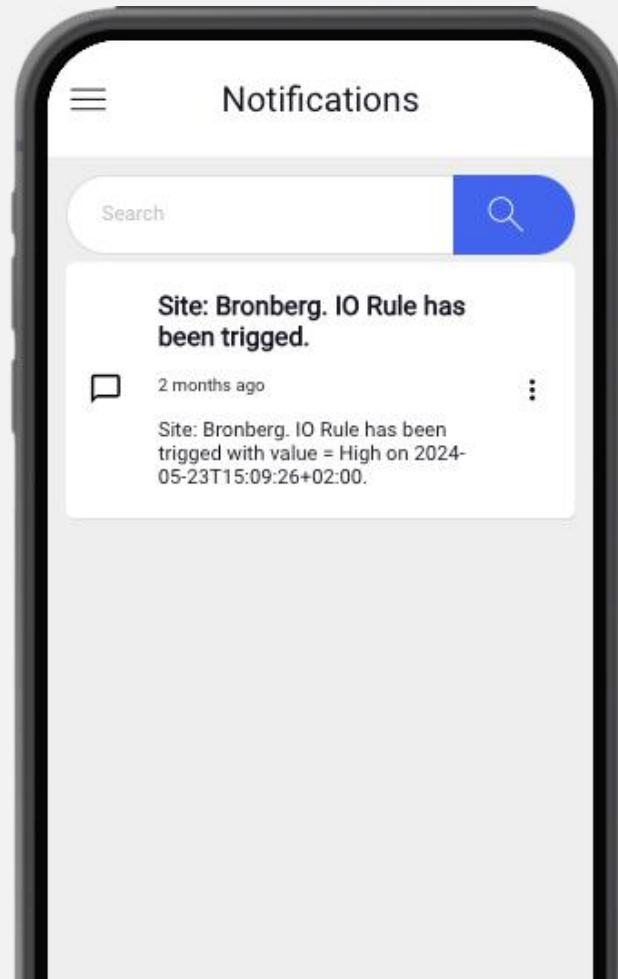 Notifications
Search
Site: Bronberg. IO Rule has
been trigged.
2 months ago
Site: Bronberg. IO Rule has been
trigged with value = High on 2024-
05-23T15:09:26+02:00.